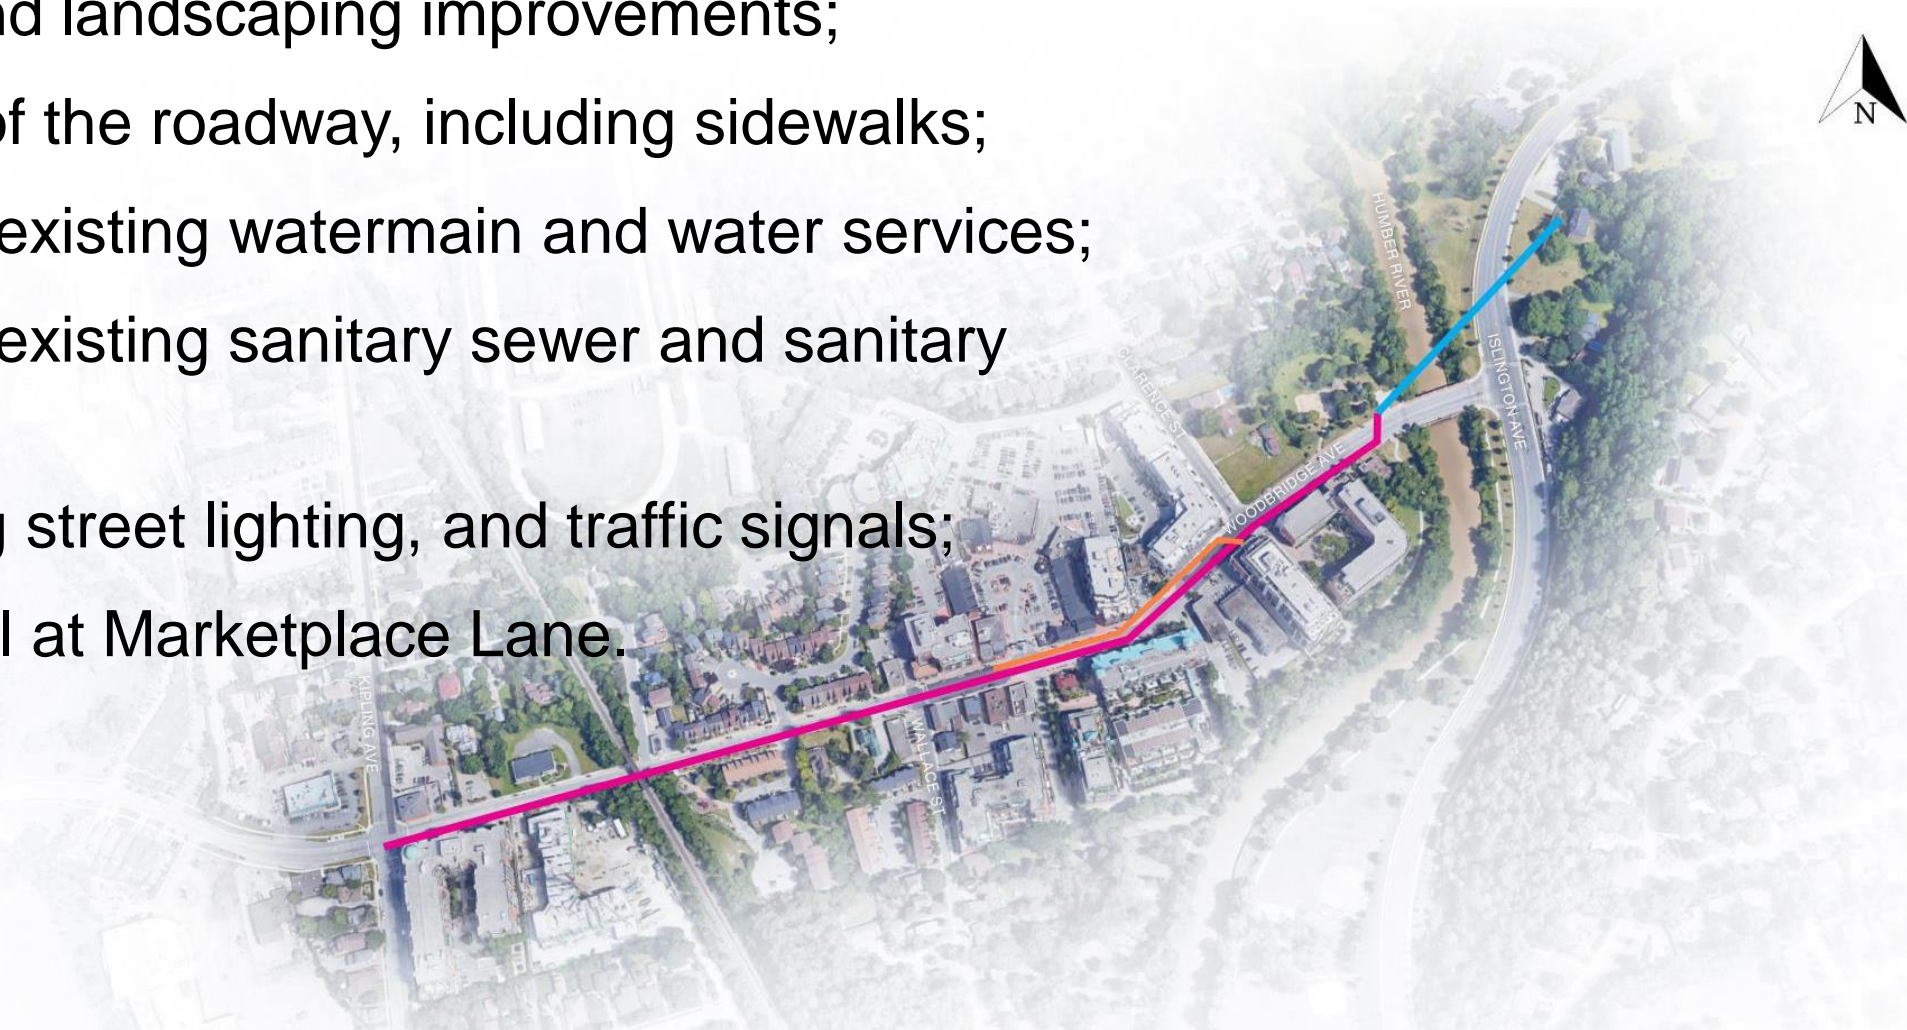 d landscaping improvements;
of the roadway, including sidewalks;
existing watermain and water services;
existing sanitary sewer and sanitary
g street lighting, and traffic signals;
l at Marketplace Lane.
N
HUMBER RIVER
ISLINGTON AVE
CLARENCE ST
WOODBRIDGE AVE
KIPLING AVE
WALLACE ST